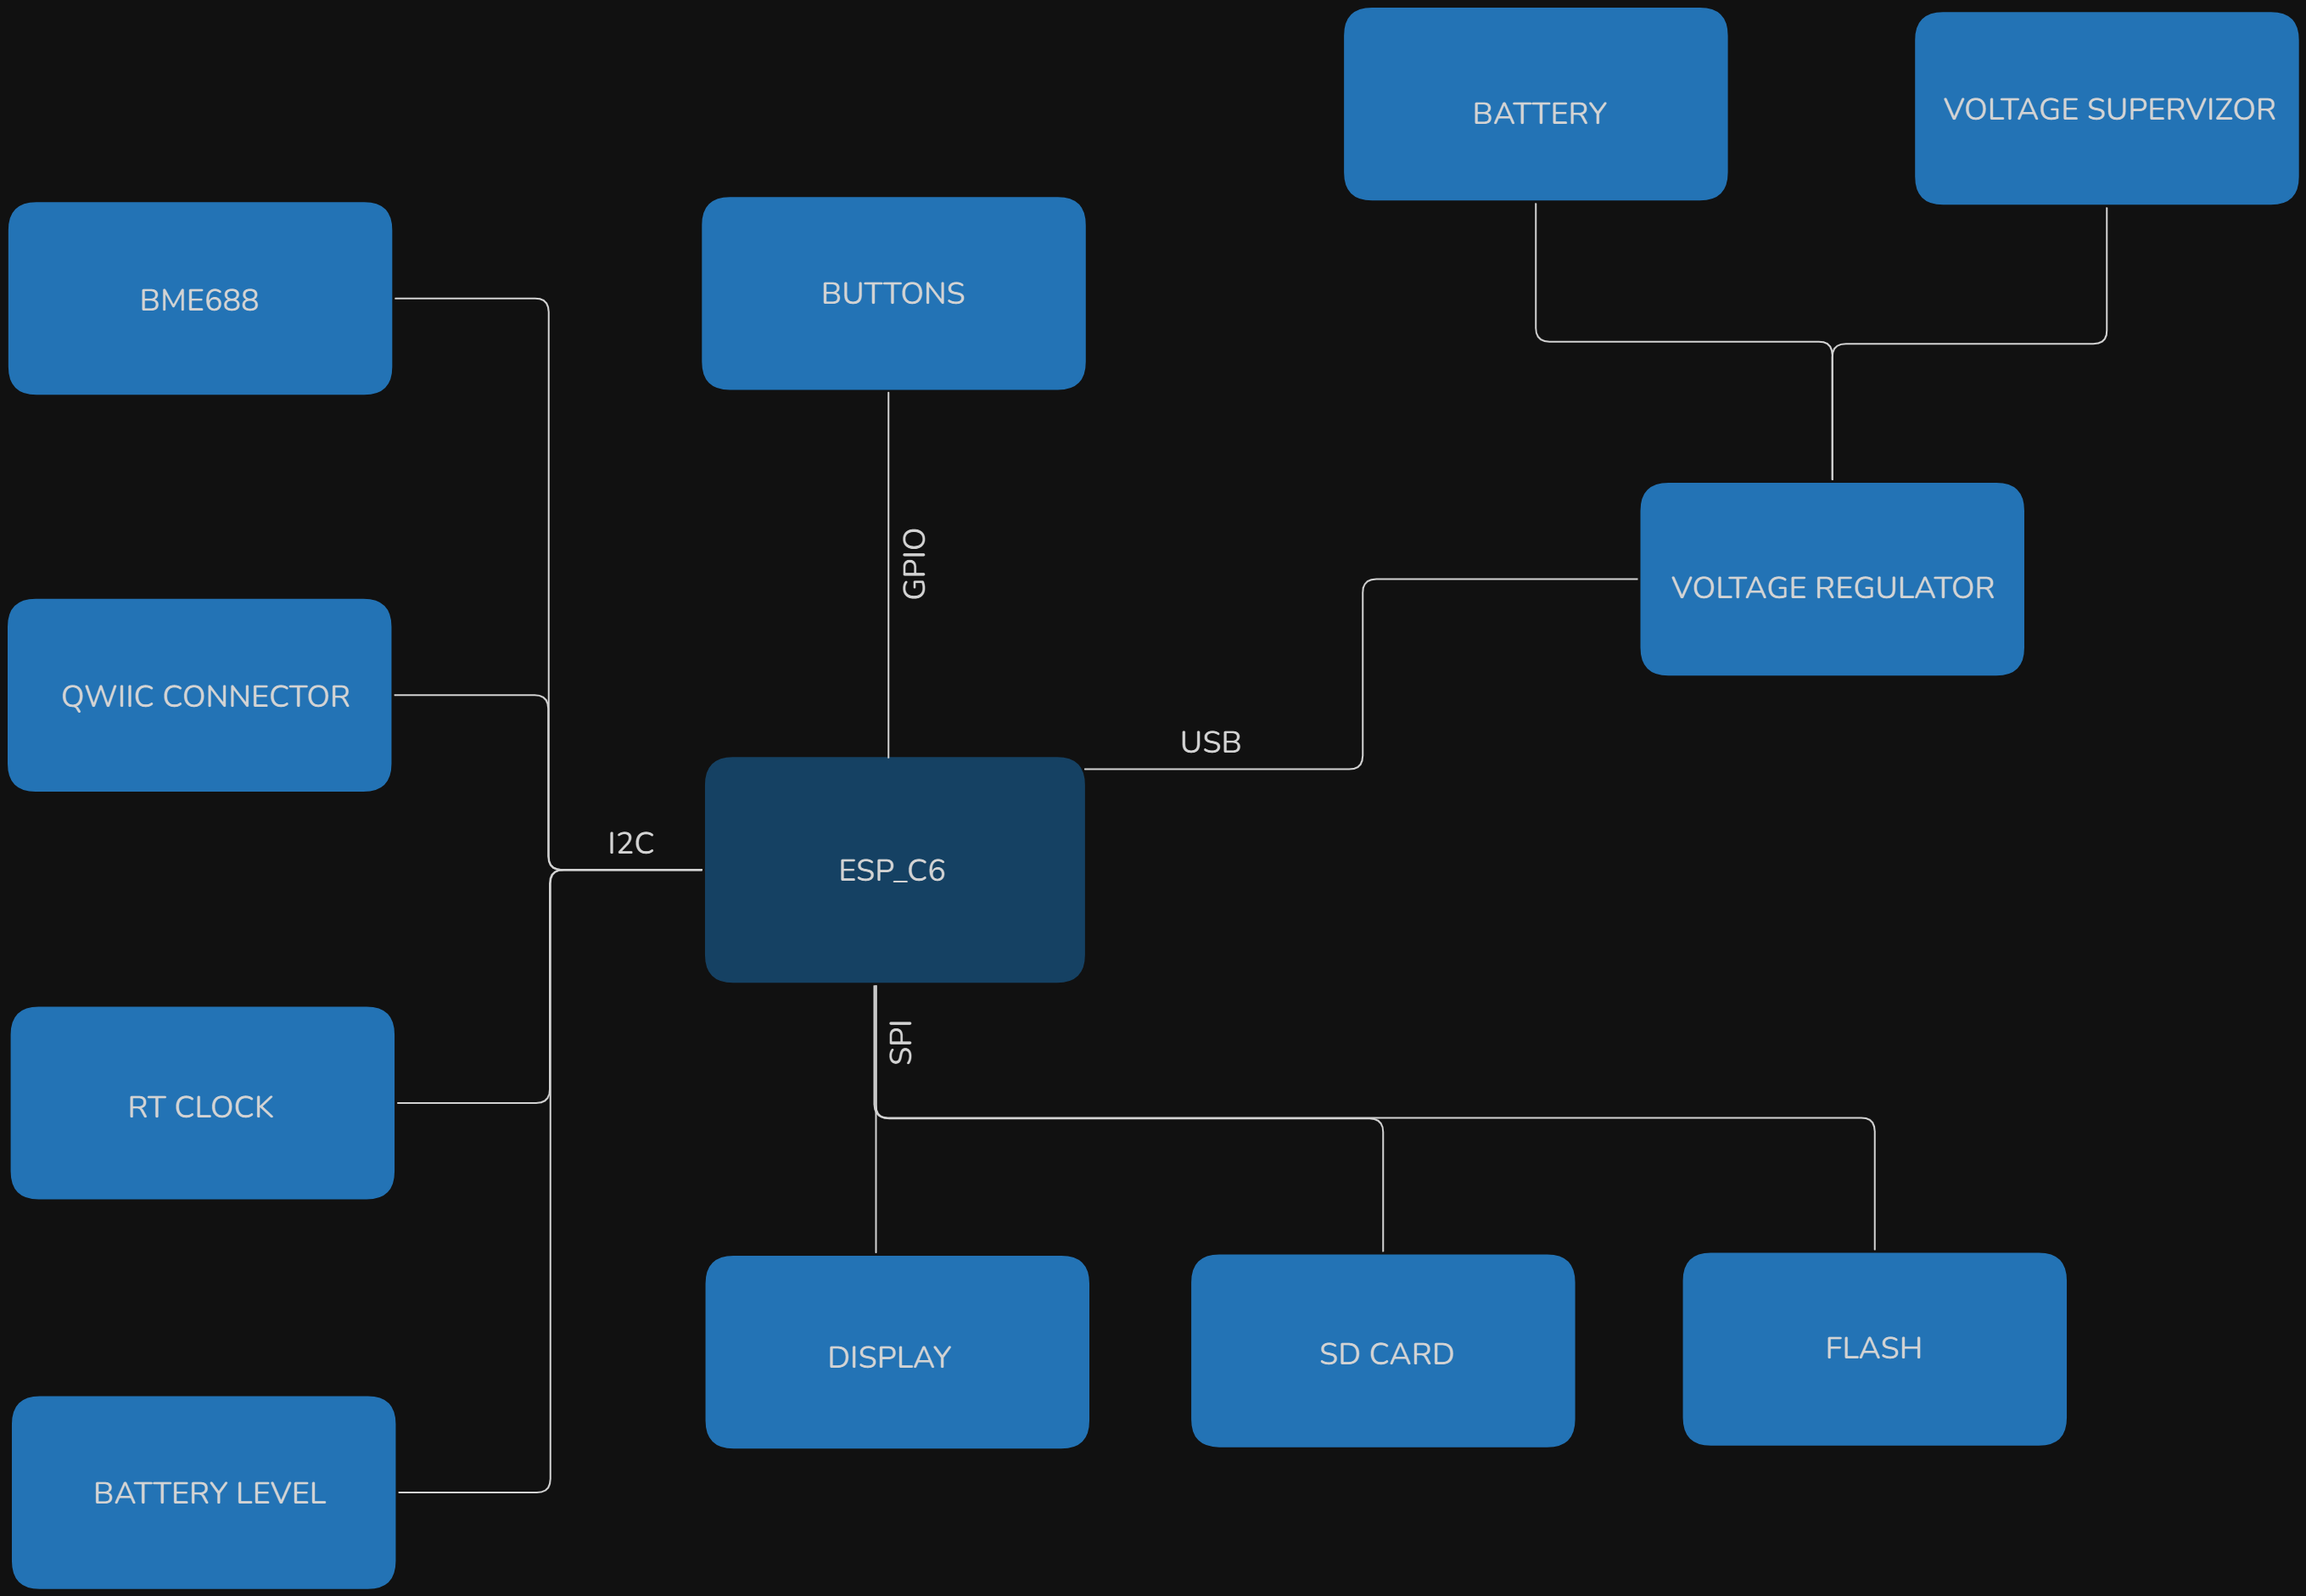 BATTERY
VOLTAGE SUPERVIZOR
BME688
BUTTONS
GPIO
VOLTAGE REGULATOR
QWIIC CONNECTOR
USB
I2C
ESP_C6
SPI
RT CLOCK
DISPLAY
SD CARD
FLASH
BATTERY LEVEL